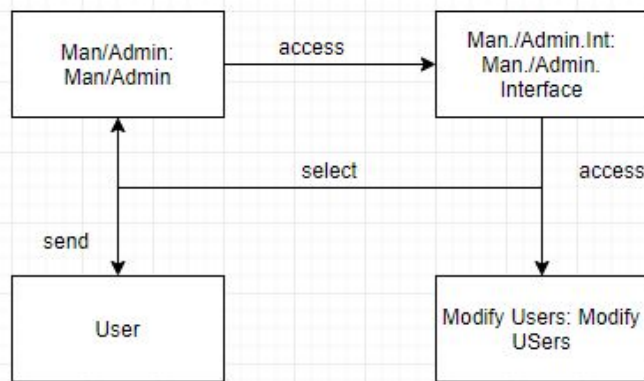 Man/Admin:
Man/Admin
access
Man./Admin.Int:
Man./Admin.
Interface
select
access
send
User
Modify Users: Modify
USers